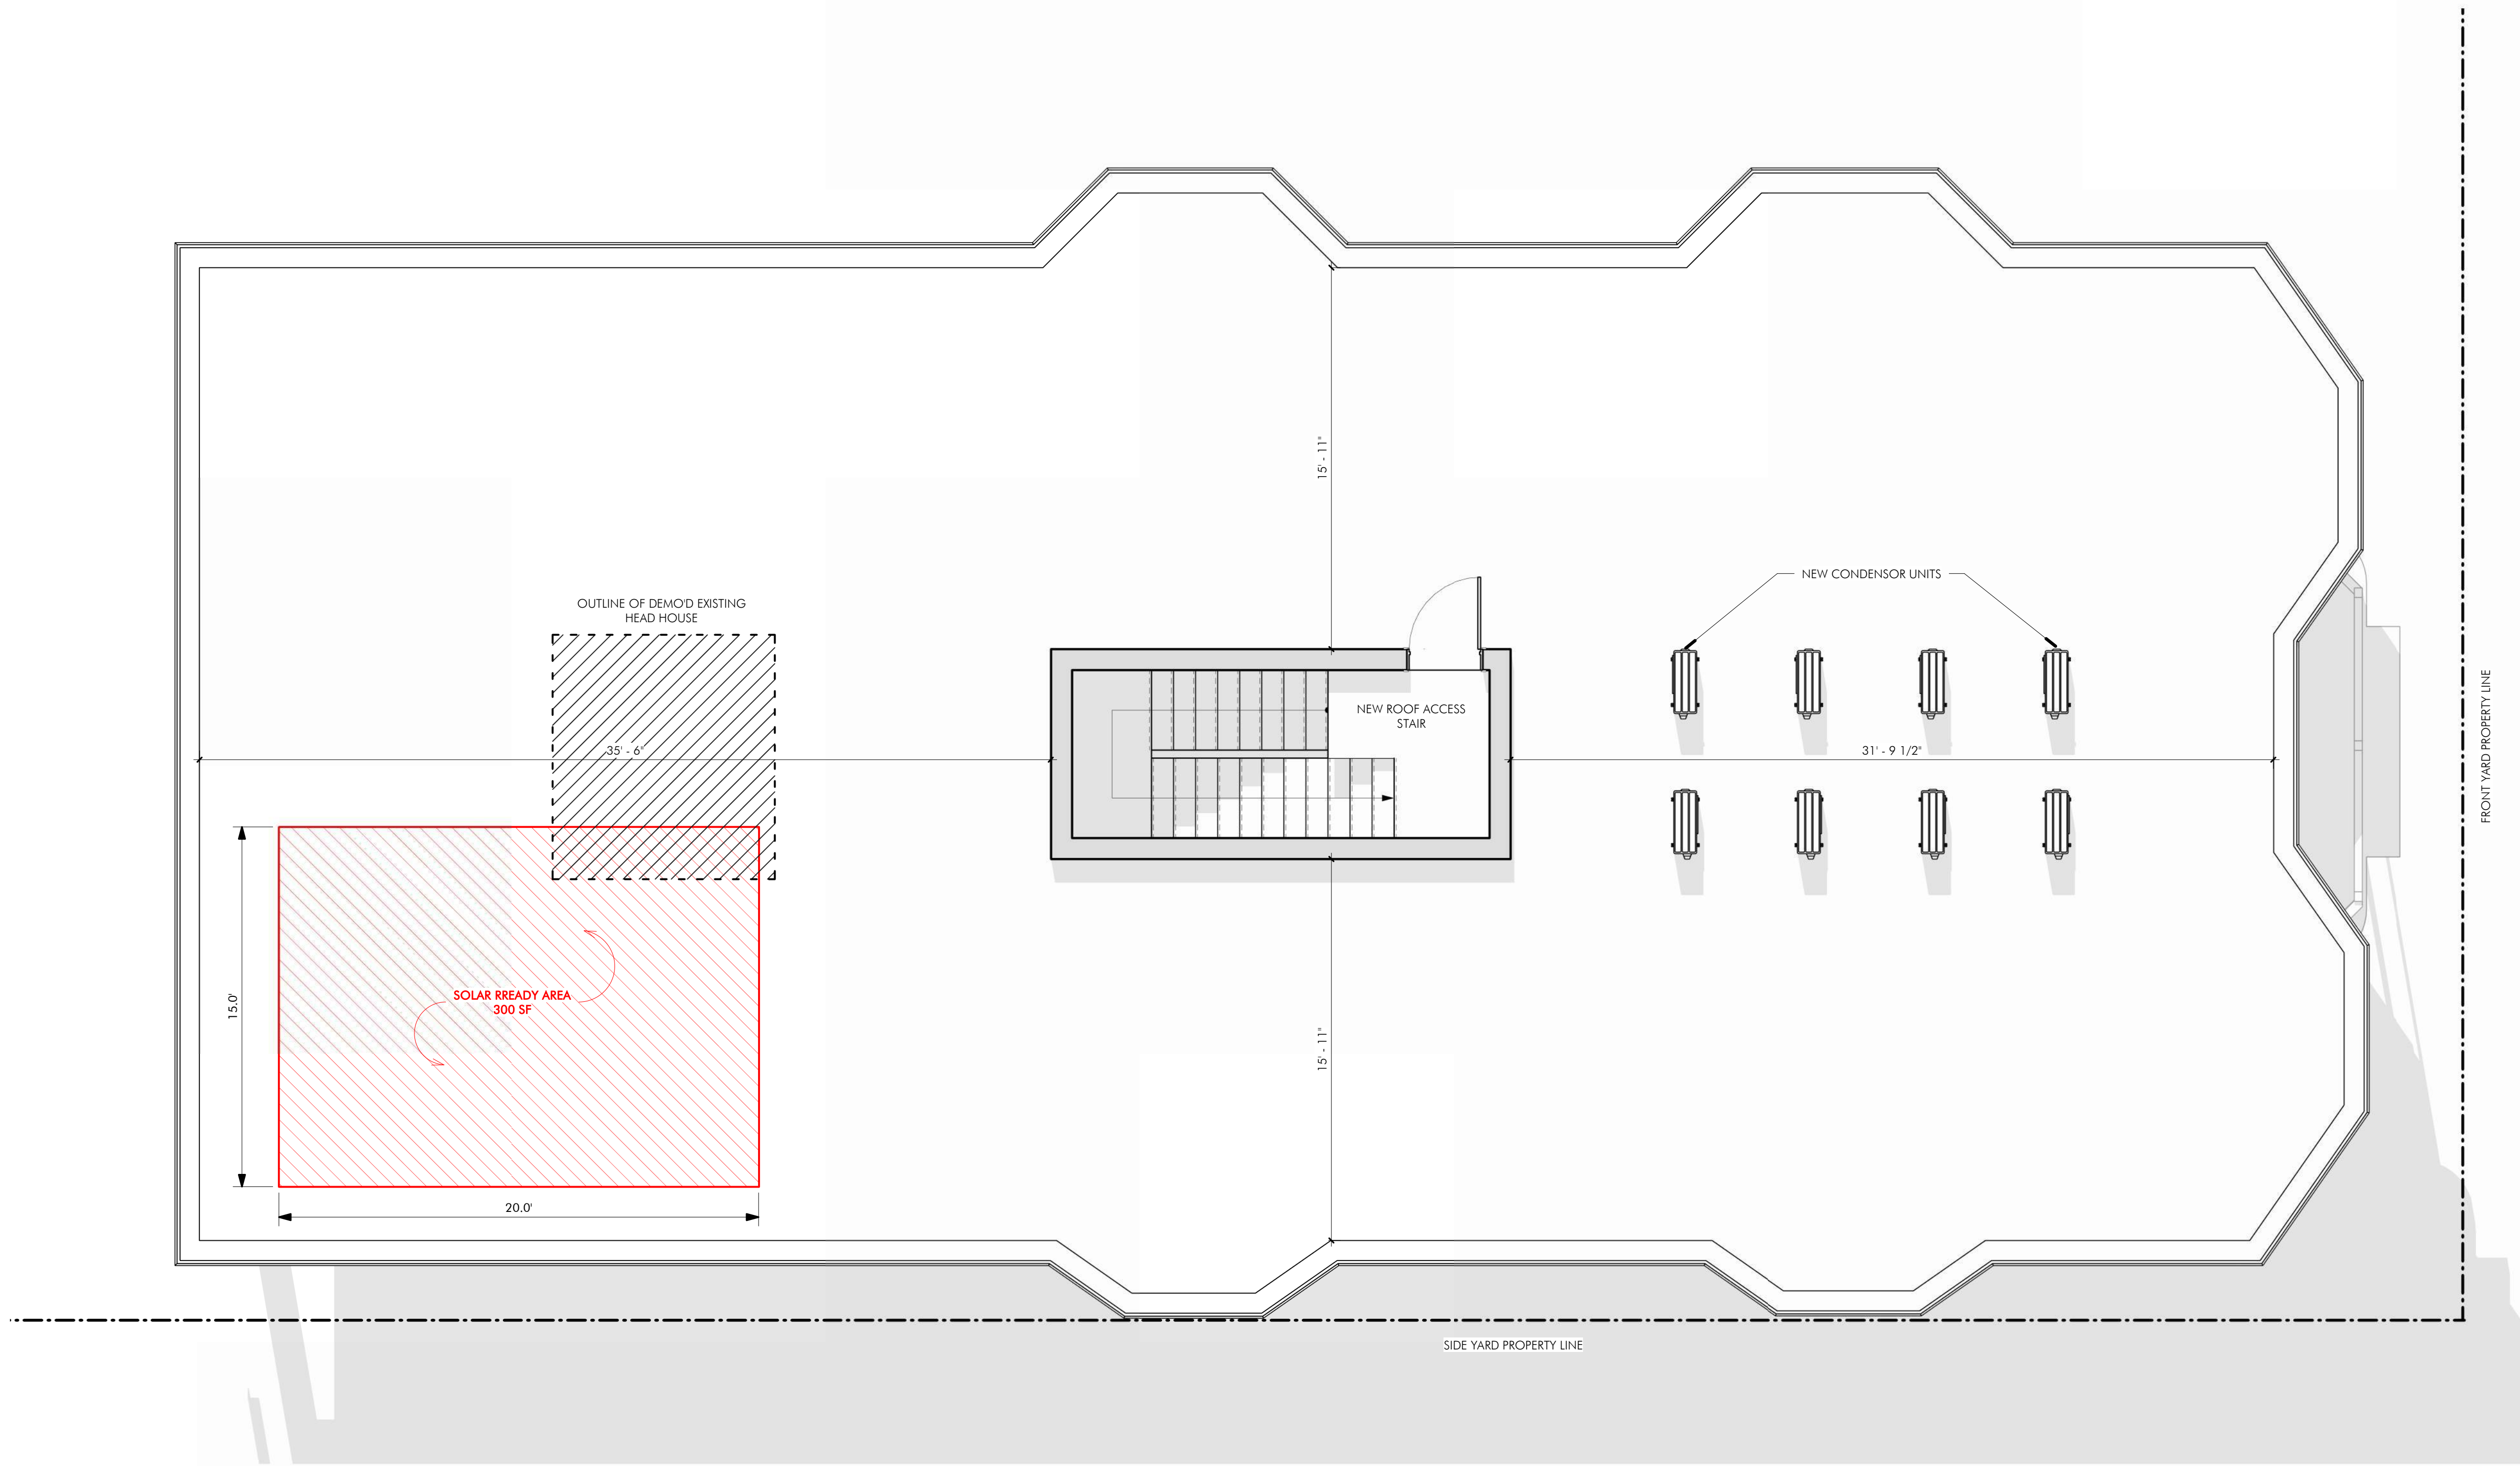 15' - 11"
NEW CONDENSOR UNITS
OUTLINE OF DEMO'D EXISTING
HEAD HOUSE
NEW ROOF ACCESS
STAIR
35' - 6"
31' - 9 1/2"
FRONT YARD PROPERTY LINE
15.0'
SOLAR RREADY AREA
300 SF
15' - 11"
20.0'
SIDE YARD PROPERTY LINE